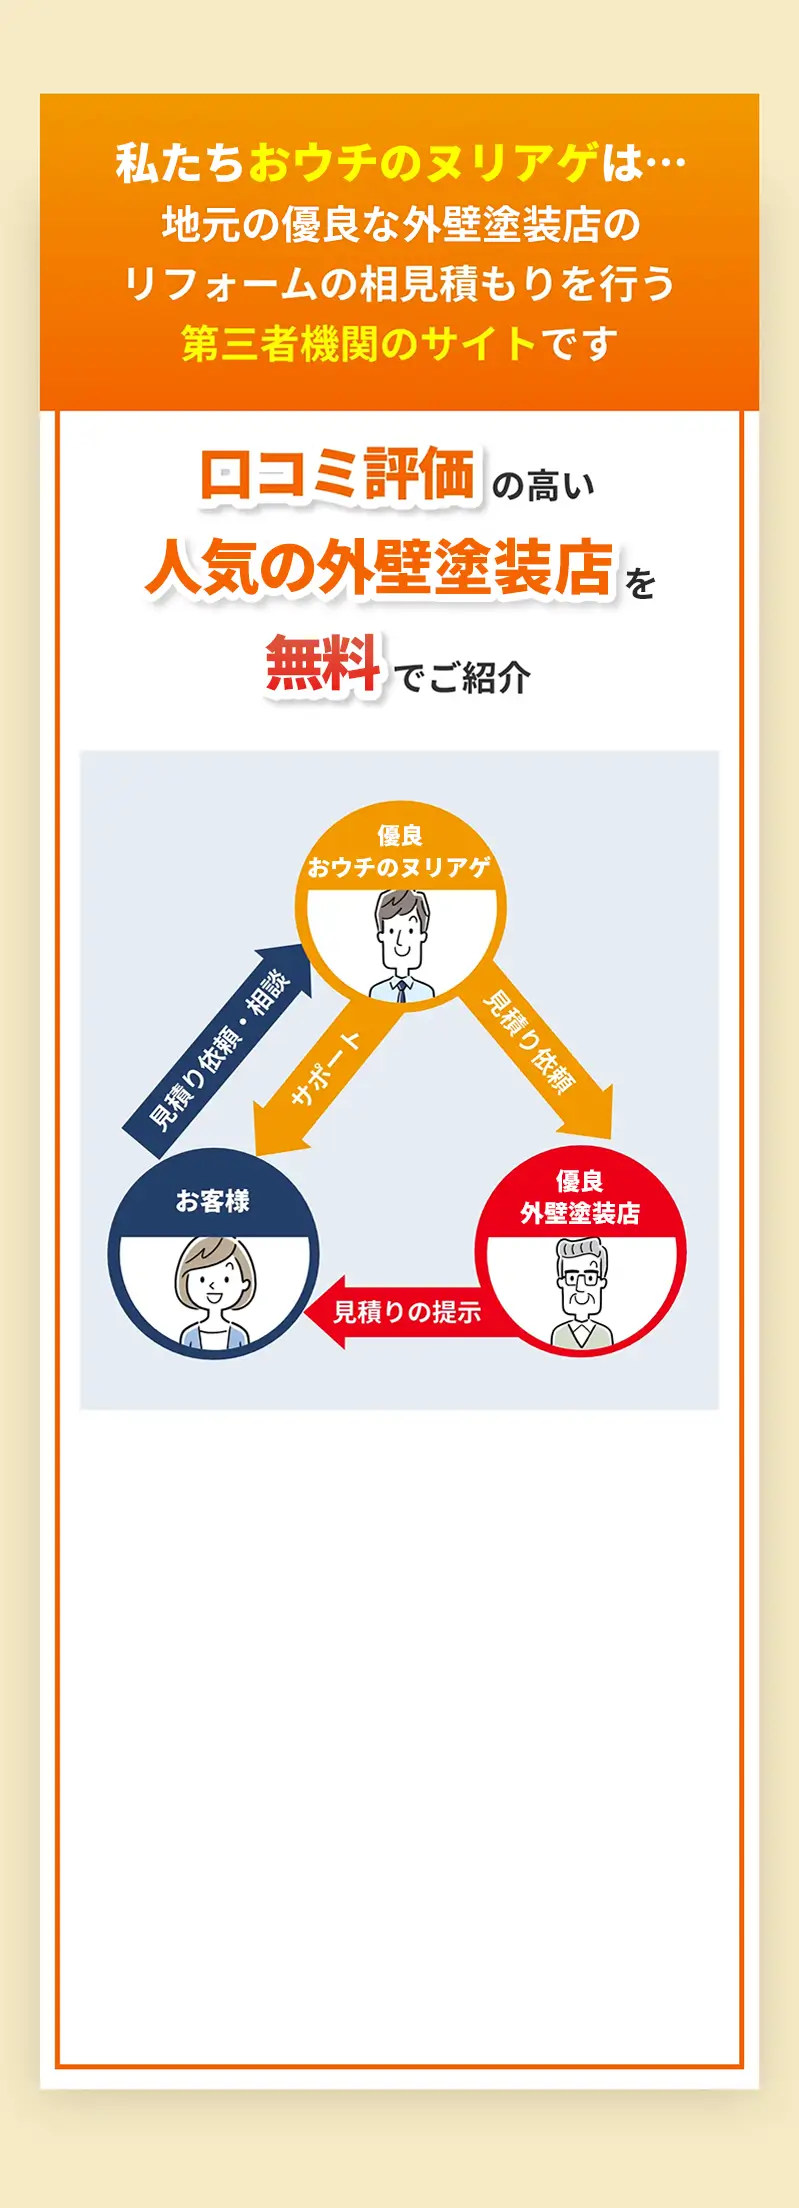 私たちおウチのヌリアゲは…
地元の優良な外壁塗装店の
リフォームの相見積もりを行う
第三者機関のサイトです
口コミ評価の高い
人気の外壁塗装店を
無料でご紹介
優良
おウチのヌリアゲ
見積り依頼・相談
サポート
見積り依頼
お客様
優良
外壁塗装店
見積りの提示